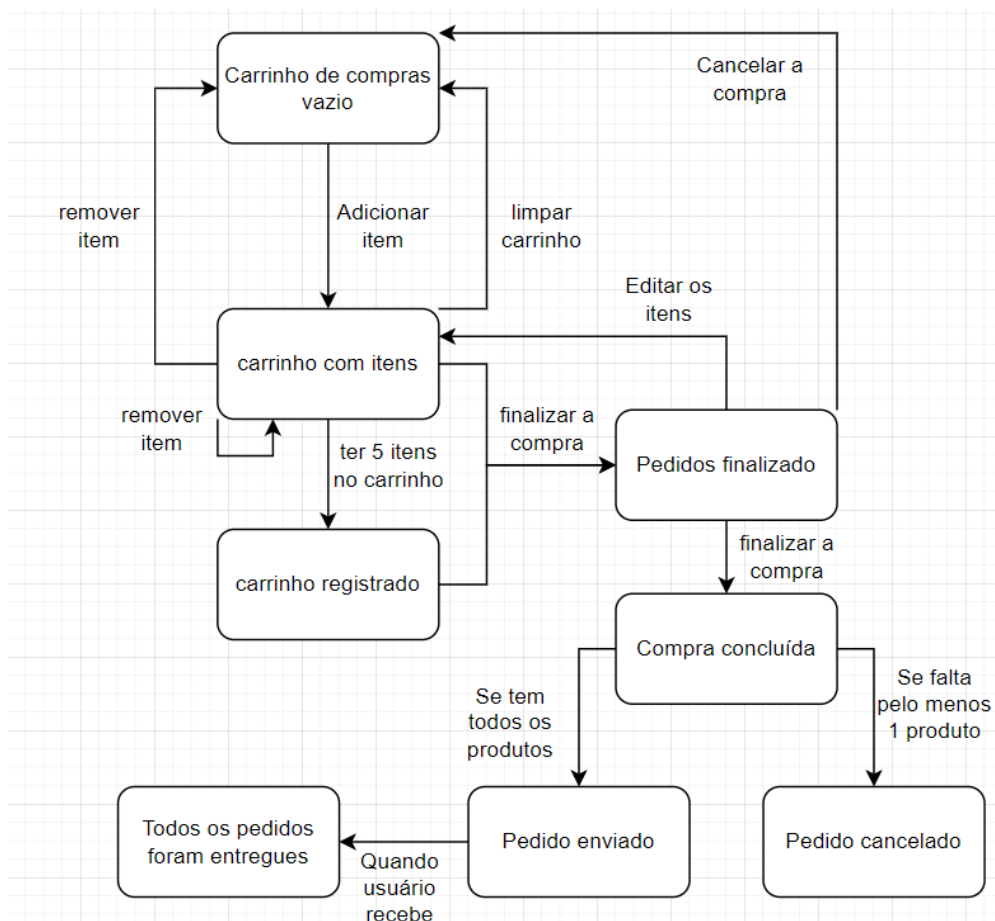 Carrinho de compras
vazio
Cancelar a
compra
remover
item
Adicionar
item
limpar
carrinho
Editar os
itens
carrinho com itens
remover
item
finalizar a
compra
ter 5 itens
no carrinho
Pedidos finalizado
carrinho registrado
finalizar a
compra
Compra concluída
Se tem
todos os
produtos
Se falta
pelo menos
1 produto
Todos os pedidos
foram entregues
Quando
usuário
recebe
Pedido enviado
Pedido cancelado